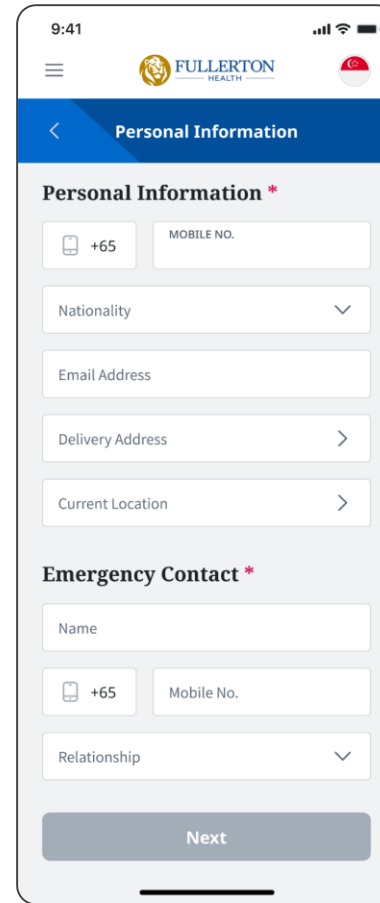 9:41
FULLERTON
HEALTH
Personal Information
Personal Information *
+65
MOBILE NO.
Nationality
Email Address
Delivery Address
Current Location
Emergency Contact *
Name
+65
Mobile No.
Relationship
Next